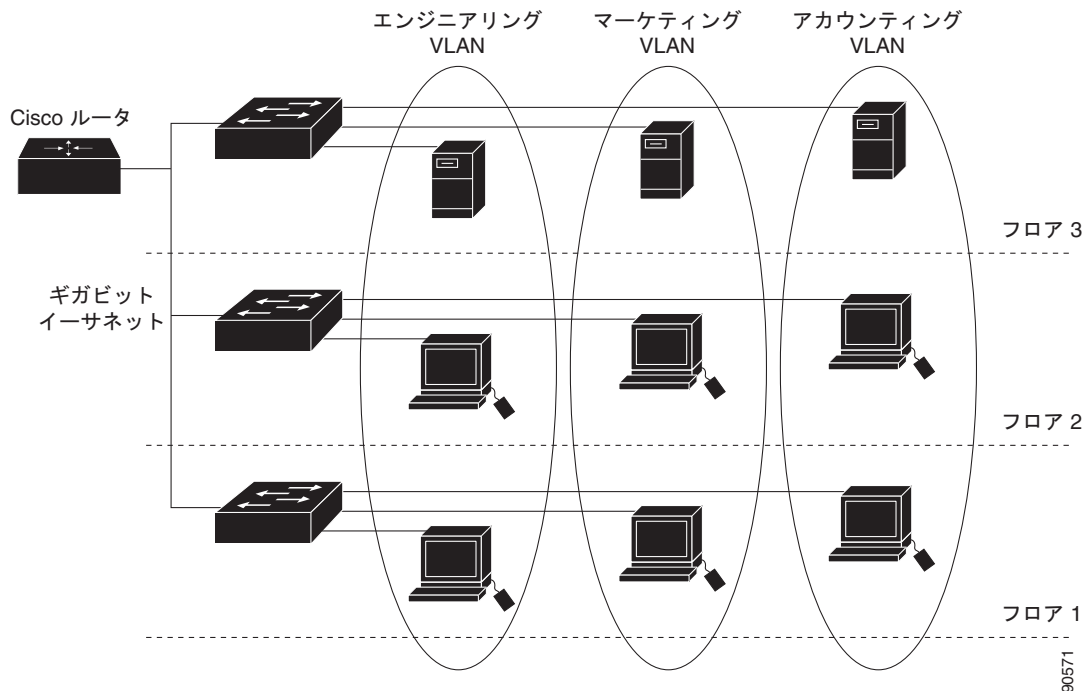 エンジニアリング
VLAN
マーケティング
VLAN
アカウンティング
VLAN
Cisco ルータ
フロア 3
ギガビット
イーサネット
フロア 2
フロア 1
90571